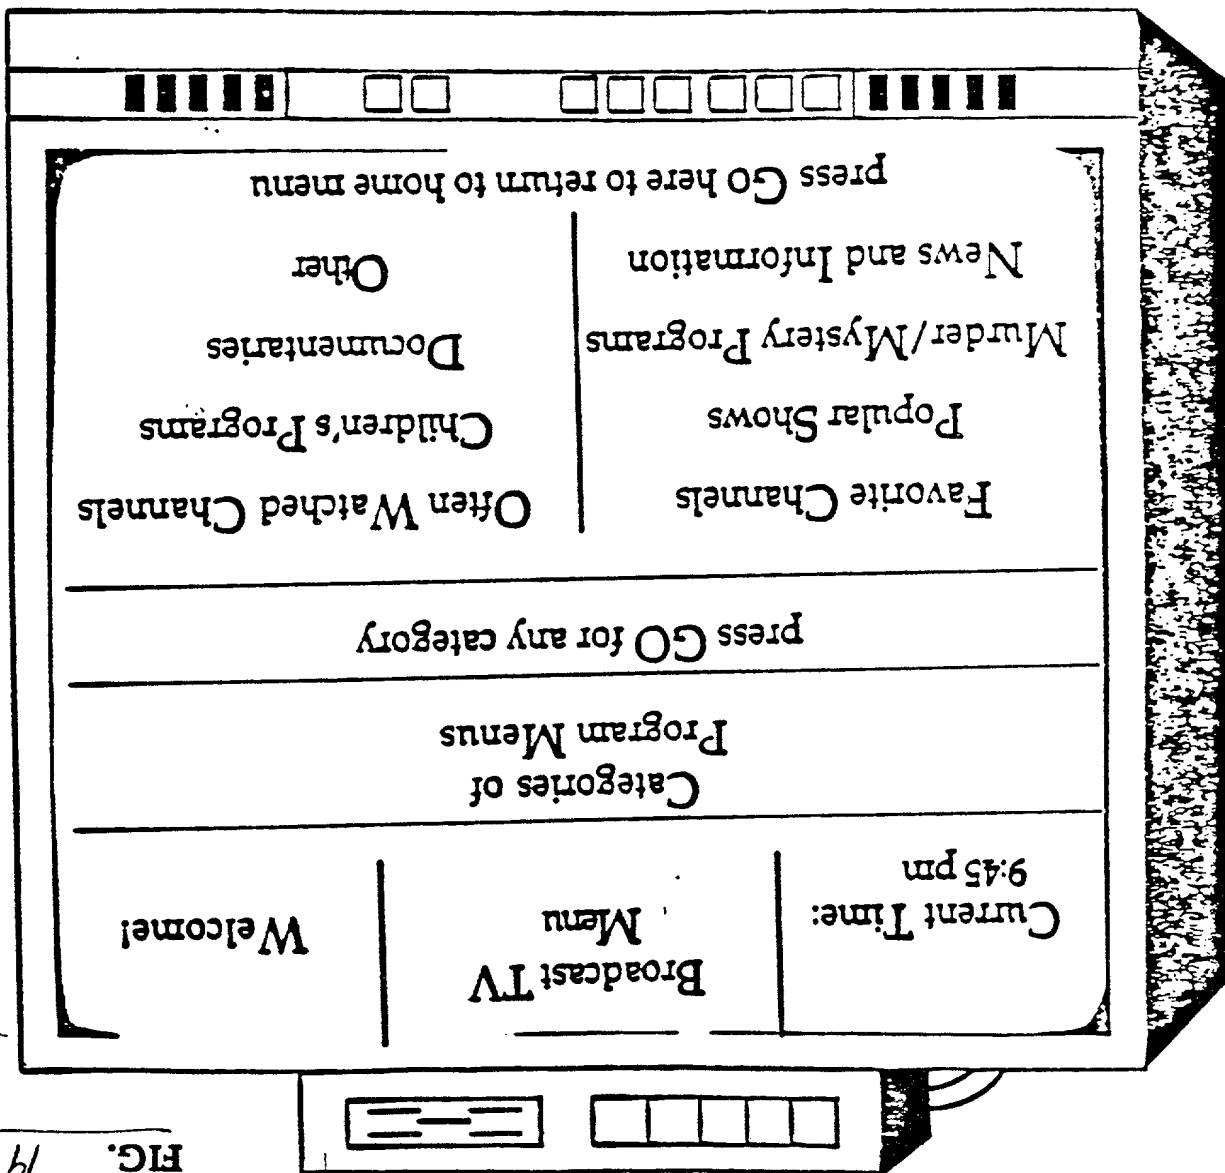 FIG.
Current Time:
9:45 pm
Broadcast TV
Menu
Welcome!
Categories of
Program Menus
press GO for any category
Favorite Channels
Popular Shows
Murder/Mystery Programs
News and Information
Often Watched Channels
Children's Programs
Documentaries
Other
press GO here to return to home menu